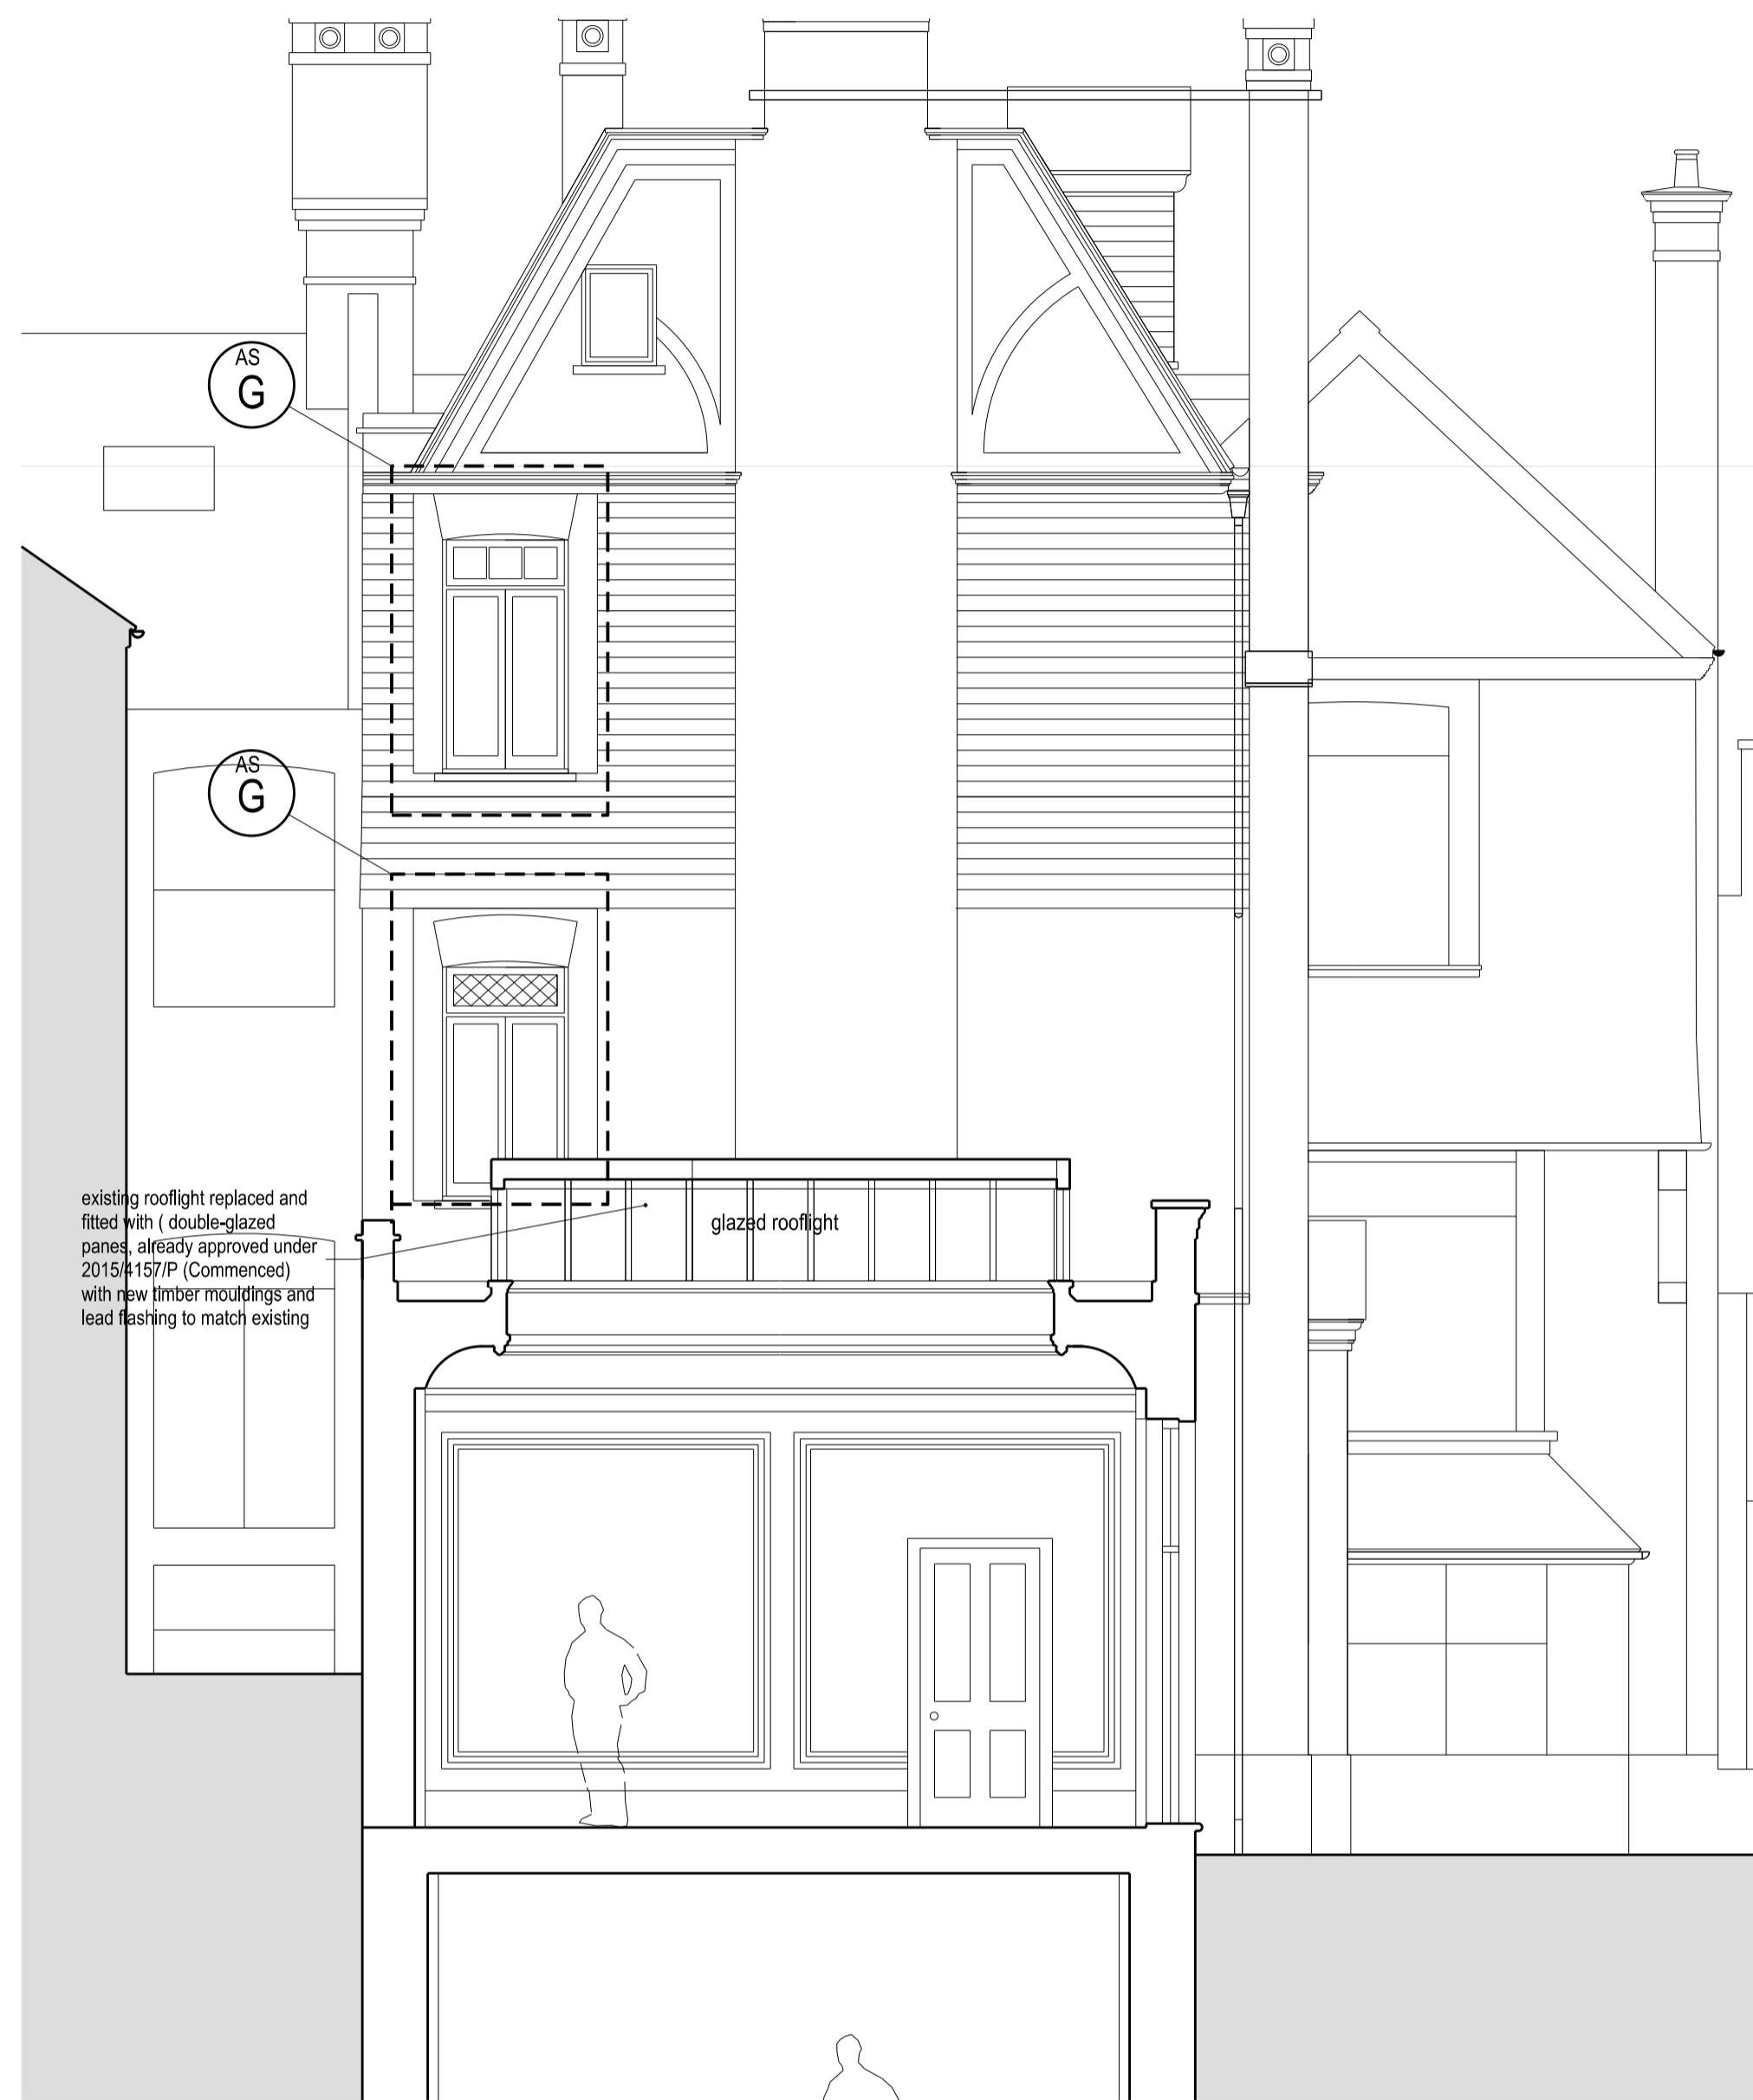 AS
G
AS
G
existing rooflight replaced and
fitted with ( double-glazed
panes, already approved under
2015/4157/P (Commenced)
with new timber mouldings and
lead flashing to match existing
glazed rooflight